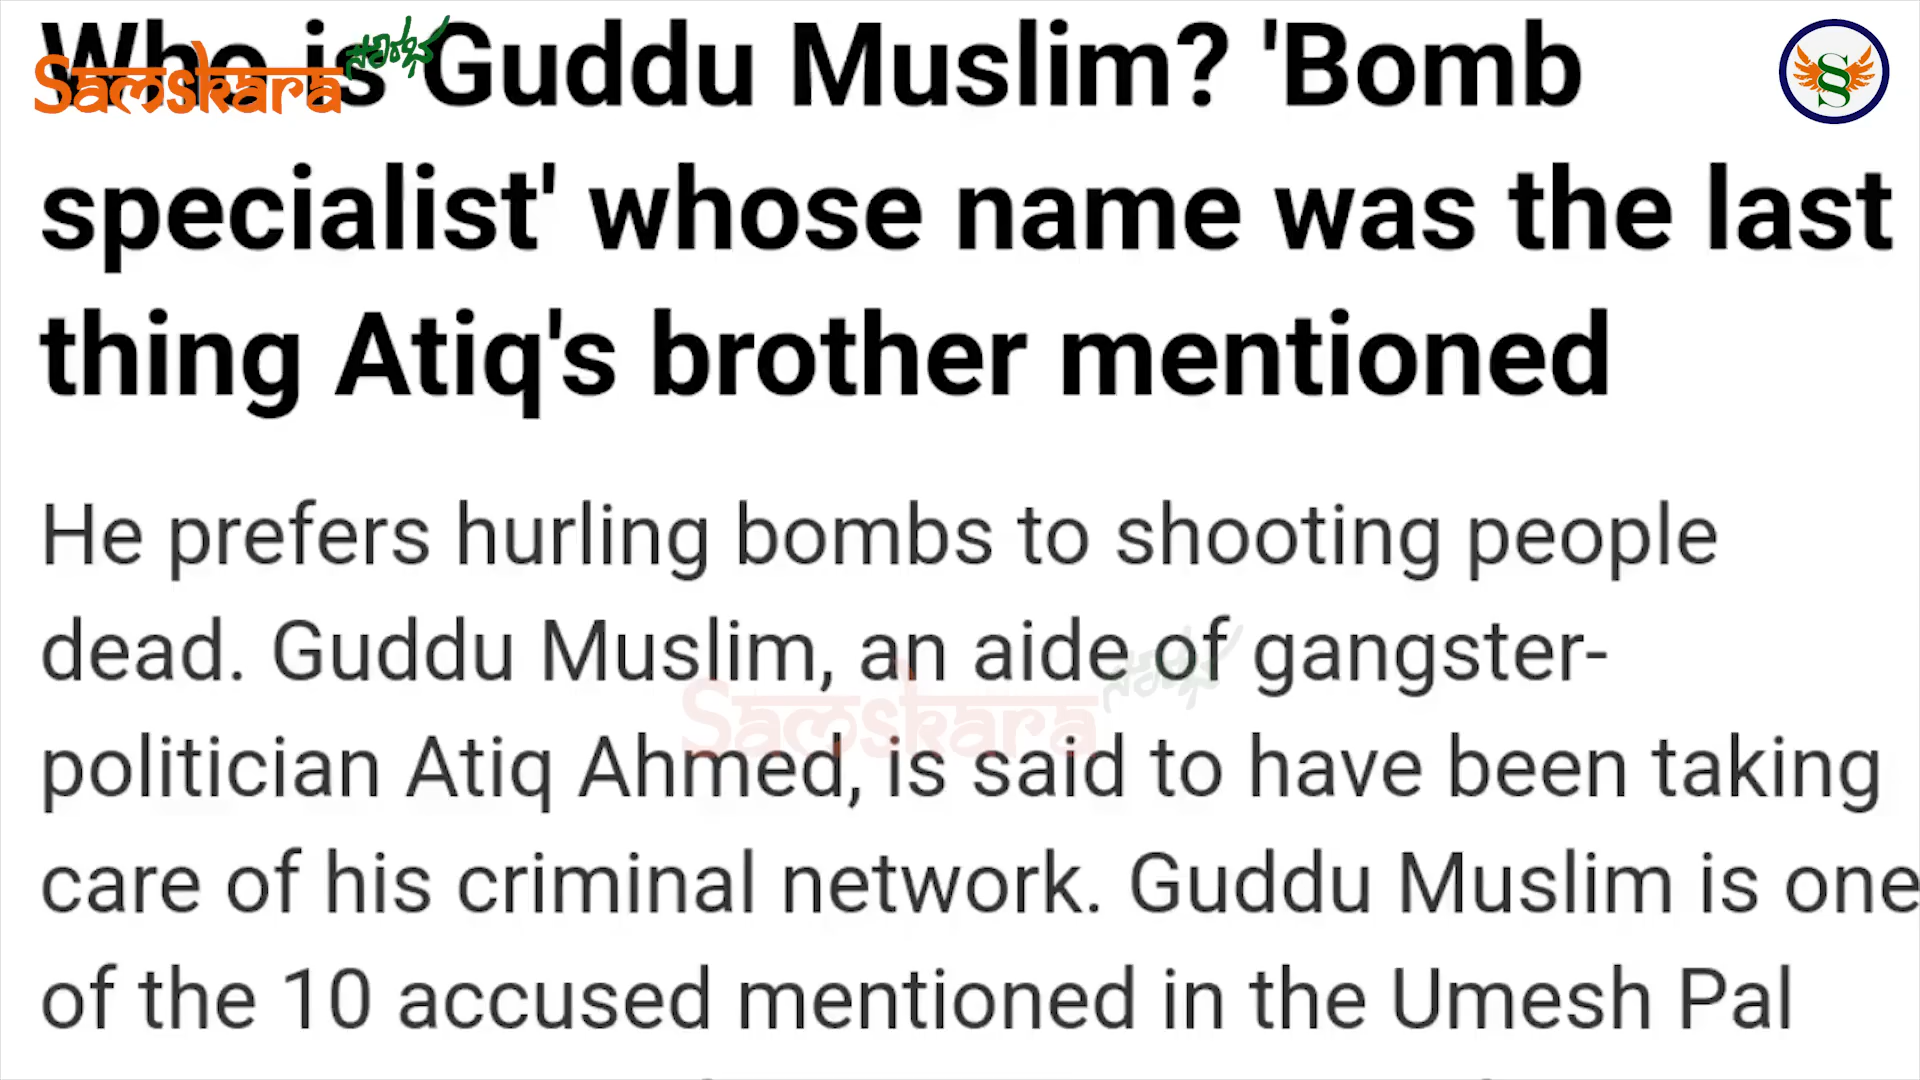 Who is Guddu Muslim? 'Bomb
specialist' whose name was the last
thing Atiq's brother mentioned
He prefers hurling bombs to shooting people
dead. Guddu Muslim, an aide of gangster-
politician Atiq Ahmed, is said to have been taking
care of his criminal network. Guddu Muslim is one
of the 10 accused mentioned in the Umesh Pal
Samskara
S
Samskara